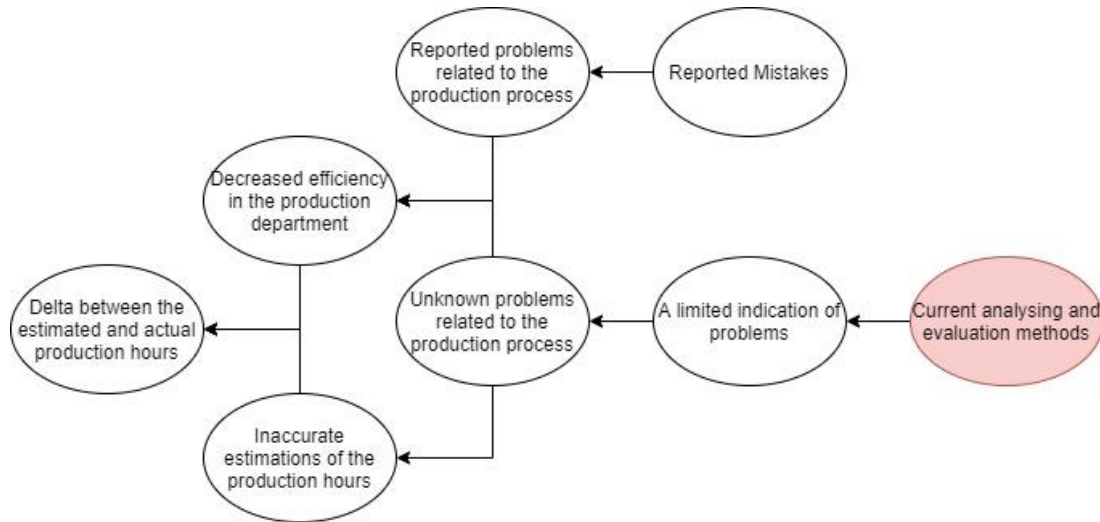 Reported problems
related to the
production process
Reported Mistakes
Decreased efficiency
in the production
department
Delta between the
estimated and actual
production hours
Unknown problems
related to the
production process
A limited indication of
problems
Current analysing and
evaluation methods
Inaccurate
estimations of the
production hours